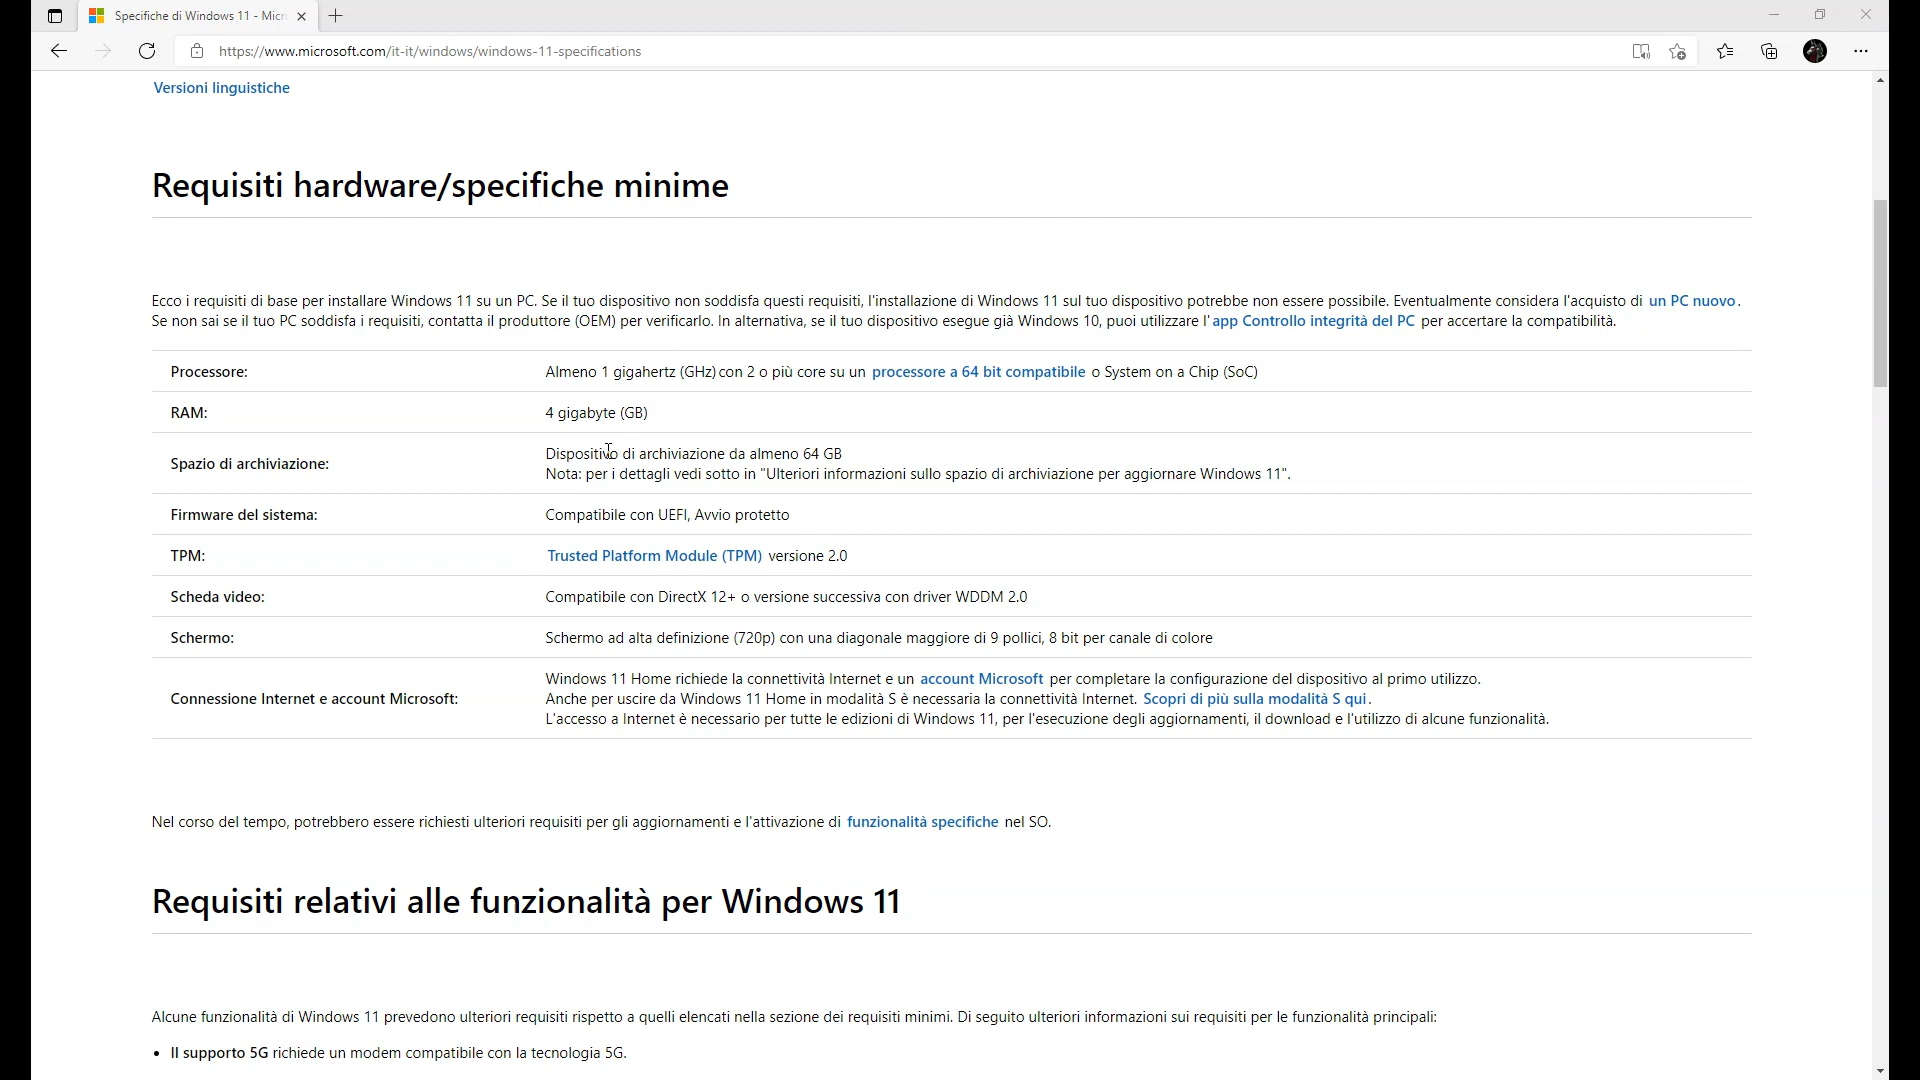 Specifiche di Windows 11 - Micr
https://www.microsoft.com/it-it/windows/windows-11-specifications
Versioni linguistiche
Requisiti hardware/specifiche minime
Ecco i requisiti di base per installare Windows 11 su un PC. Se il tuo dispositivo non soddisfa questi requisiti, l'installazione di Windows 11 sul tuo dispositivo potrebbe non essere possibile. Eventualmente considera l'acquisto di un PC nuovo.
Se non sai se il tuo PC soddisfa i requisiti, contatta il produttore (OEM) per verificarlo. In alternativa, se il tuo dispositivo esegue già Windows 10, puoi utilizzare l'app Controllo integrità del PC per accertare la compatibilità.
Processore: Almeno 1 gigahertz (GHz) con 2 o più core su un processore a 64 bit compatibile o System on a Chip (SoC)
RAM: 4 gigabyte (GB)
Spazio di archiviazione: Dispositivo di archiviazione da almeno 64 GB
Nota: per i dettagli vedi sotto in "Ulteriori informazioni sullo spazio di archiviazione per aggiornare Windows 11".
Firmware del sistema: Compatibile con UEFI, Avvio protetto
TPM: Trusted Platform Module (TPM) versione 2.0
Scheda video: Compatibile con DirectX 12+ o versione successiva con driver WDDM 2.0
Schermo: Schermo ad alta definizione (720p) con una diagonale maggiore di 9 pollici, 8 bit per canale di colore
Connessione Internet e account Microsoft: Windows 11 Home richiede la connettività Internet e un account Microsoft per completare la configurazione del dispositivo al primo utilizzo.
Anche per uscire da Windows 11 Home in modalità S è necessaria la connettività Internet. Scopri di più sulla modalità S qui.
L'accesso a Internet è necessario per tutte le edizioni di Windows 11, per l'esecuzione degli aggiornamenti, il download e l'utilizzo di alcune funzionalità.
Nel corso del tempo, potrebbero essere richiesti ulteriori requisiti per gli aggiornamenti e l'attivazione di funzionalità specifiche nel SO.
Requisiti relativi alle funzionalità per Windows 11
Alcune funzionalità di Windows 11 prevedono ulteriori requisiti rispetto a quelli elencati nella sezione dei requisiti minimi. Di seguito ulteriori informazioni sui requisiti per le funzionalità principali:
• Il supporto 5G richiede un modem compatibile con la tecnologia 5G.